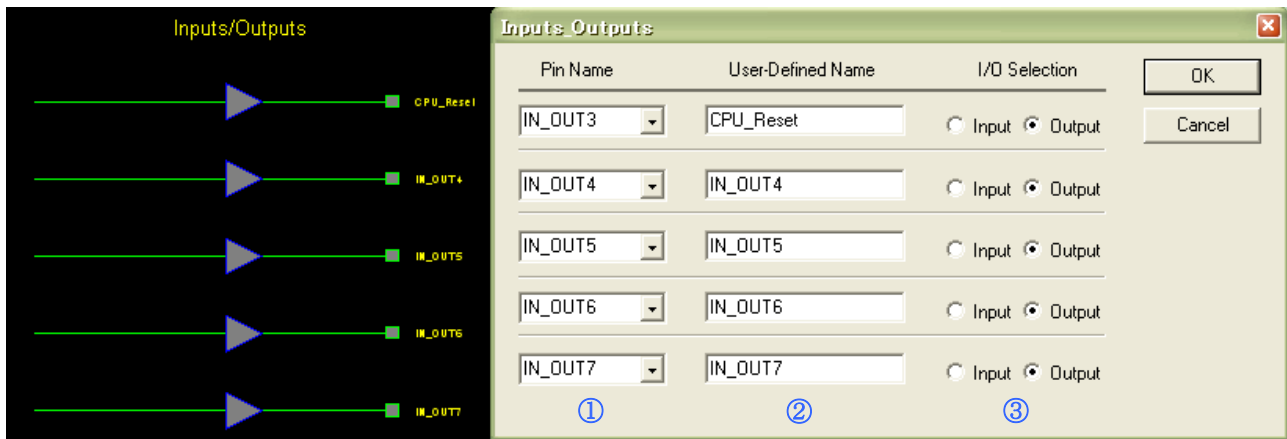 Inputs/Outputs
CPU_Reset
IN_OUT4
IN_OUT5
IN_OUT6
IN_OUT7
Inputs_Outputs
Pin Name User-Defined Name I/O Selection
OK
Cancel
IN_OUT3 CPU_Reset Input Output
IN_OUT4 IN_OUT4 Input Output
IN_OUT5 IN_OUT5 Input Output
IN_OUT6 IN_OUT6 Input Output
IN_OUT7 IN_OUT7 Input Output
① ② ③